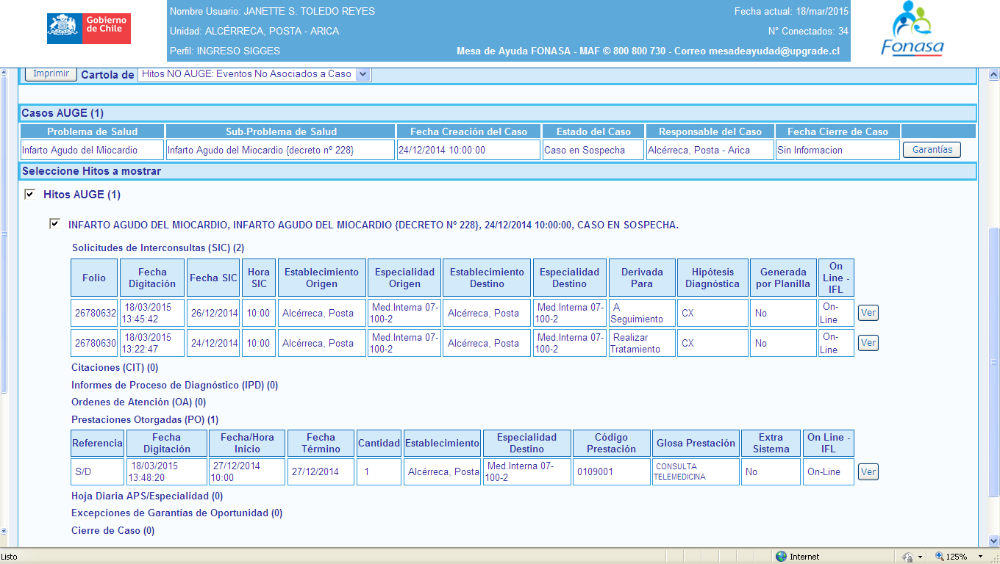 Gobierno
de Chile
Nombre Usuario: JANETTE S. TOLEDO REYES
Fecha actual: 18/mar/2015
Unidad: ALCÉRRECA, POSTA - ARICA
N° Conectados: 34
Perfil: INGRESO SIGGES
Mesa de Ayuda FONASA - MAF © 800 800 730 - Correo mesadeayudad@upgrade.cl
Fonasa
Imprimir Cartola de Hitos NO AUGE: Eventos No Asociados a Caso
Casos AUGE (1)
Problema de Salud Sub-Problema de Salud Fecha Creación del Caso Estado del Caso Responsable del Caso Fecha Cierre de Caso
Infarto Agudo del Miocardio Infarto Agudo del Miocardio {decreto nº 228} 24/12/2014 10:00:00 Caso en Sospecha Alcérreca, Posta - Arica Sin Informacion Garantías
Seleccione Hitos a mostrar
Hitos AUGE (1)
INFARTO AGUDO DEL MIOCARDIO, INFARTO AGUDO DEL MIOCARDIO {DECRETO Nº 228}, 24/12/2014 10:00:00, CASO EN SOSPECHA.
Solicitudes de Interconsultas (SIC) (2)
Folio Fecha Digitación Fecha SIC Hora SIC Establecimiento Origen Especialidad Origen Establecimiento Destino Especialidad Destino Derivada Para Hipótesis Diagnóstica Generada por Planilla On Line - IFL
26780632 18/03/2015 13:45:42 26/12/2014 10:00 Alcérreca, Posta Med.Interna 07-100-2 Alcérreca, Posta Med.Interna 07-100-2 A Seguimiento CX No On-Line Ver
26780630 18/03/2015 13:22:47 24/12/2014 10:00 Alcérreca, Posta Med.Interna 07-100-2 Alcérreca, Posta Med.Interna 07-100-2 Realizar Tratamiento CX No On-Line Ver
Citaciones (CIT) (0)
Informes de Proceso de Diagnóstico (IPD) (0)
Ordenes de Atención (OA) (0)
Prestaciones Otorgadas (PO) (1)
Referencia Fecha Digitación Fecha/Hora Inicio Fecha Término Cantidad Establecimiento Especialidad Destino Código Prestación Glosa Prestación Extra Sistema On Line - IFL
S/D 18/03/2015 13:48:20 27/12/2014 10:00 27/12/2014 1 Alcérreca, Posta Med.Interna 07-100-2 0109001 CONSULTA TELEMEDICINA No On-Line Ver
Hoja Diaria APS/Especialidad (0)
Excepciones de Garantías de Oportunidad (0)
Cierre de Caso (0)
Listo
Internet
125%